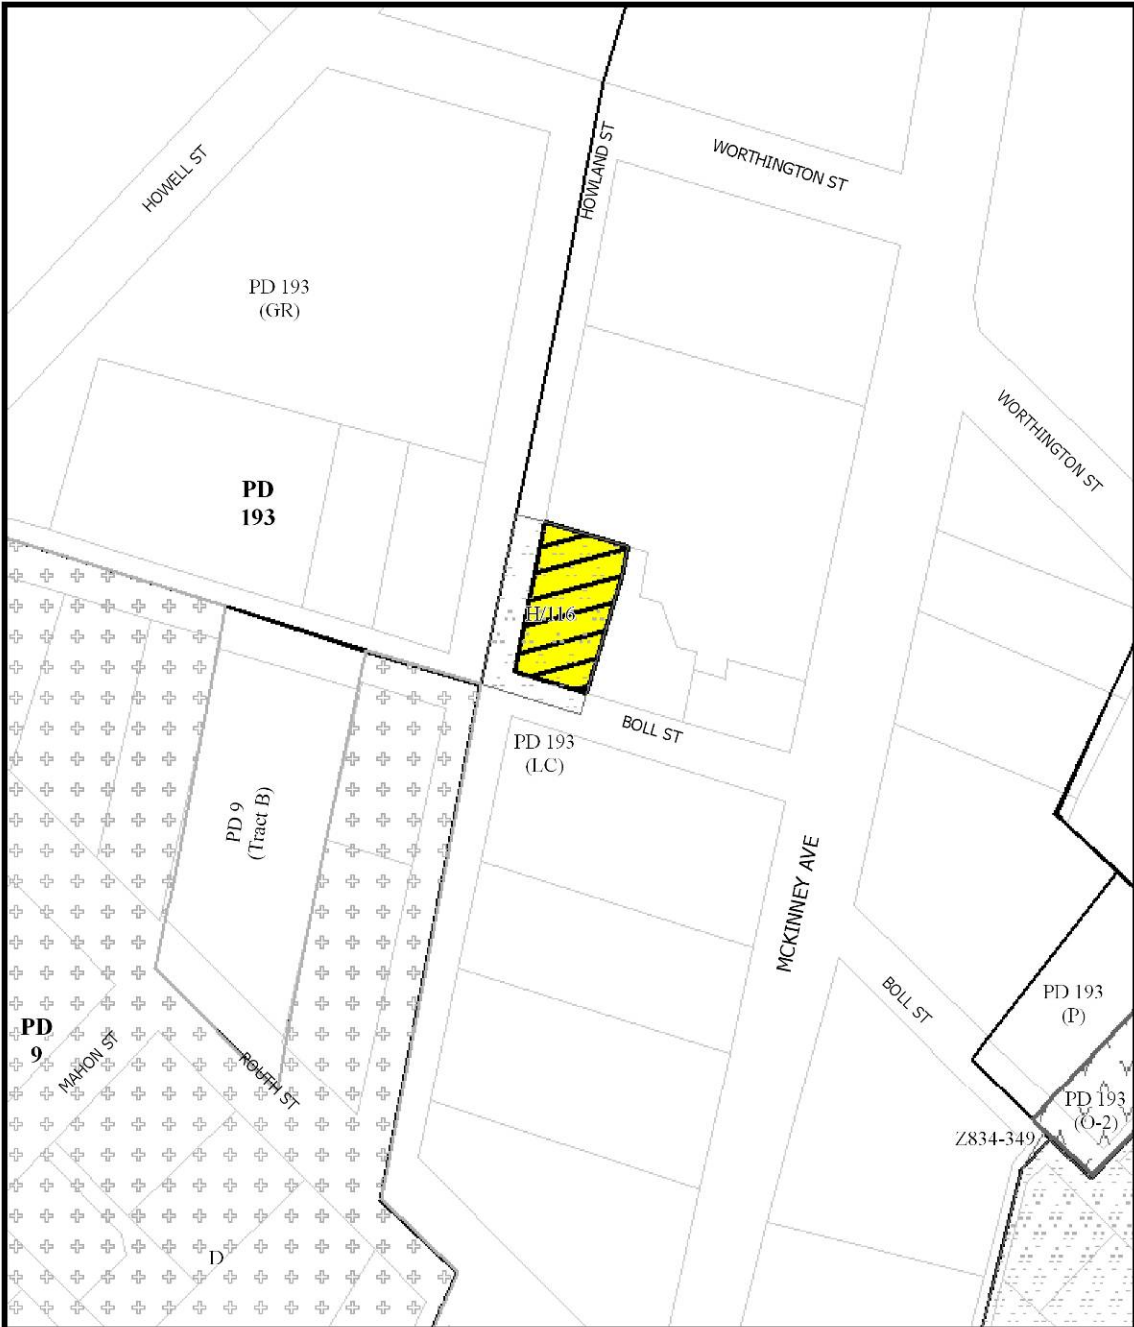 HOWLAND ST
WORTHINGTON ST
HOWELL ST
PD 193
(GR)
WORTHINGTON ST
PD
193
H/116
BOLL ST
PD 193
(LC)
PD 9
(Tract B)
MCKINNEY AVE
BOLL ST
PD 193
(P)
PD
9
MAHON ST
ROUTH ST
PD 193
(O-2)
Z834-349
D